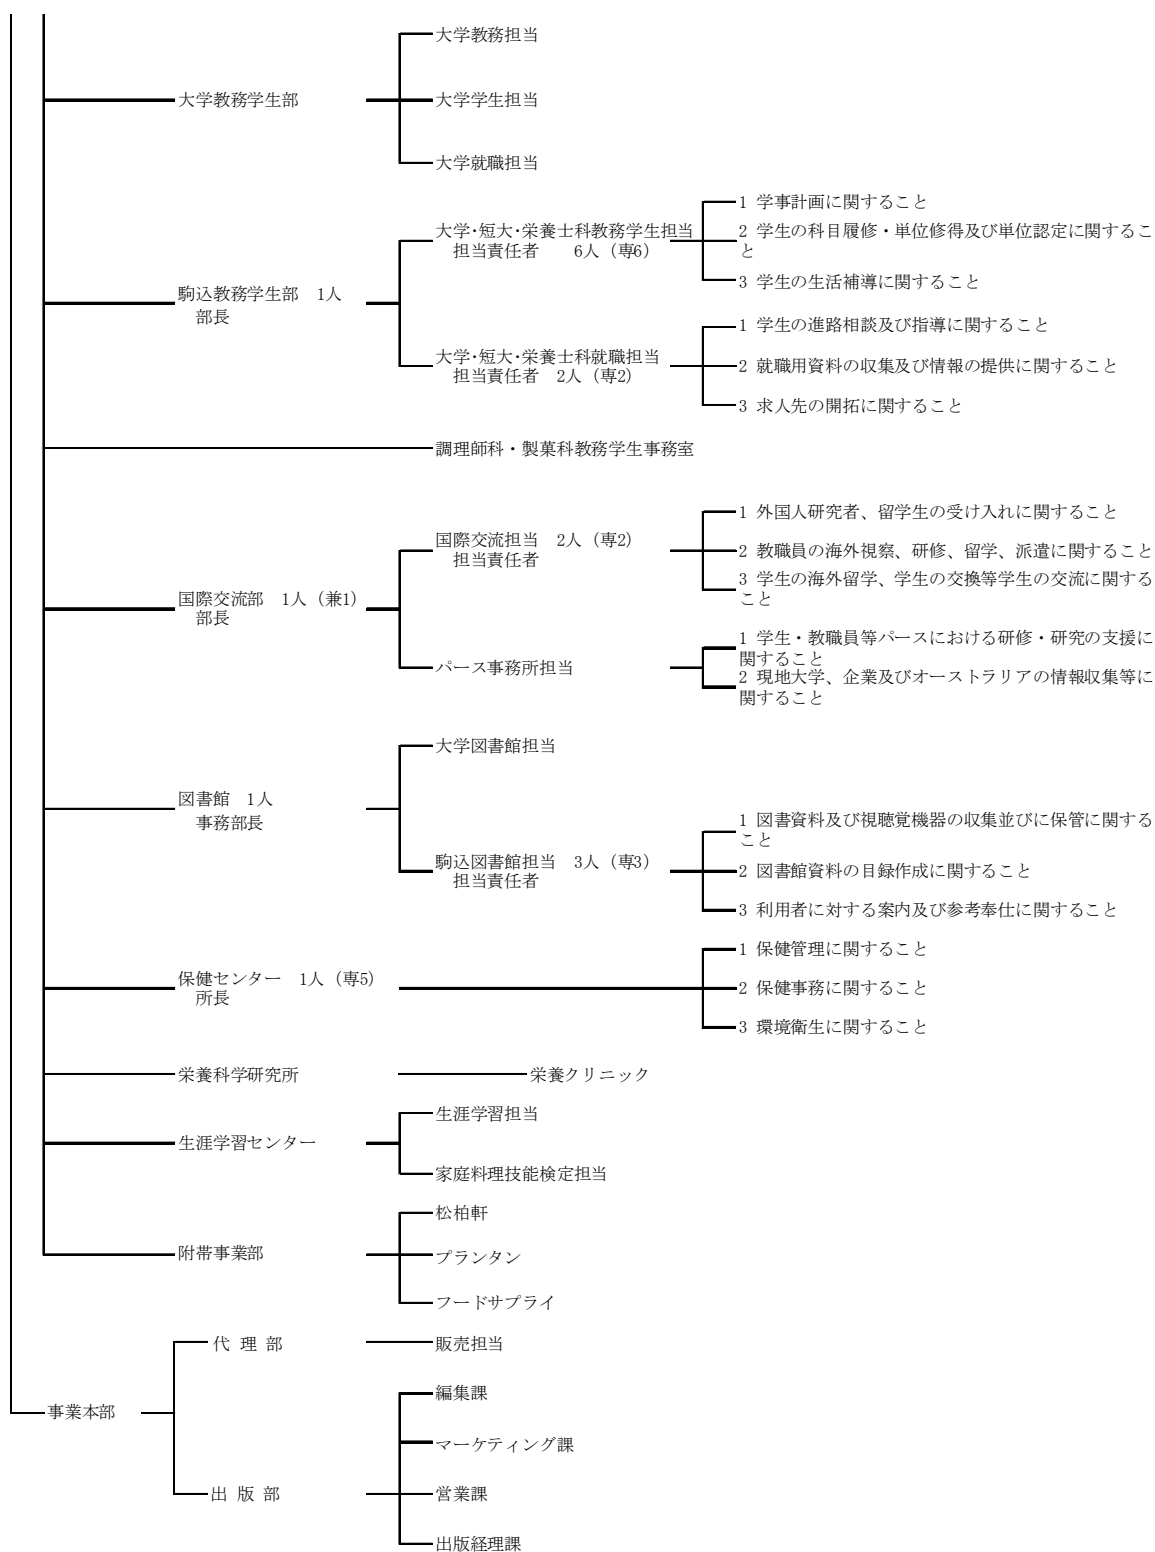 大学教務担当
大学教務学生部
大学学生担当
大学就職担当
駒込教務学生部　1人
部長
大学･短大･栄養士科教務学生担当
担当責任者　　6人（専6）
1 学事計画に関すること
2 学生の科目履修・単位修得及び単位認定に関するこ
と
3 学生の生活補導に関すること
大学･短大･栄養士科就職担当
担当責任者　2人（専2）
1 学生の進路相談及び指導に関すること
2 就職用資料の収集及び情報の提供に関すること
3 求人先の開拓に関すること
調理師科・製菓科教務学生事務室
国際交流部　1人（兼1）
部長
国際交流担当　2人（専2）
担当責任者
1 外国人研究者、留学生の受け入れに関すること
2 教職員の海外視察、研修、留学、派遣に関すること
3 学生の海外留学、学生の交換等学生の交流に関する
こと
パース事務所担当
1 学生・教職員等パースにおける研修・研究の支援に
関すること
2 現地大学、企業及びオーストラリアの情報収集等に
関すること
図書館　1人
事務部長
大学図書館担当
駒込図書館担当　3人（専3）
担当責任者
1 図書資料及び視聴覚機器の収集並びに保管に関する
こと
2 図書館資料の目録作成に関すること
3 利用者に対する案内及び参考奉仕に関すること
保健センター　1人（専5）
所長
1 保健管理に関すること
2 保健事務に関すること
3 環境衛生に関すること
栄養科学研究所
栄養クリニック
生涯学習センター
生涯学習担当
家庭料理技能検定担当
附帯事業部
松柏軒
プランタン
フードサプライ
事業本部
代 理 部
販売担当
出 版 部
編集課
マーケティング課
営業課
出版経理課